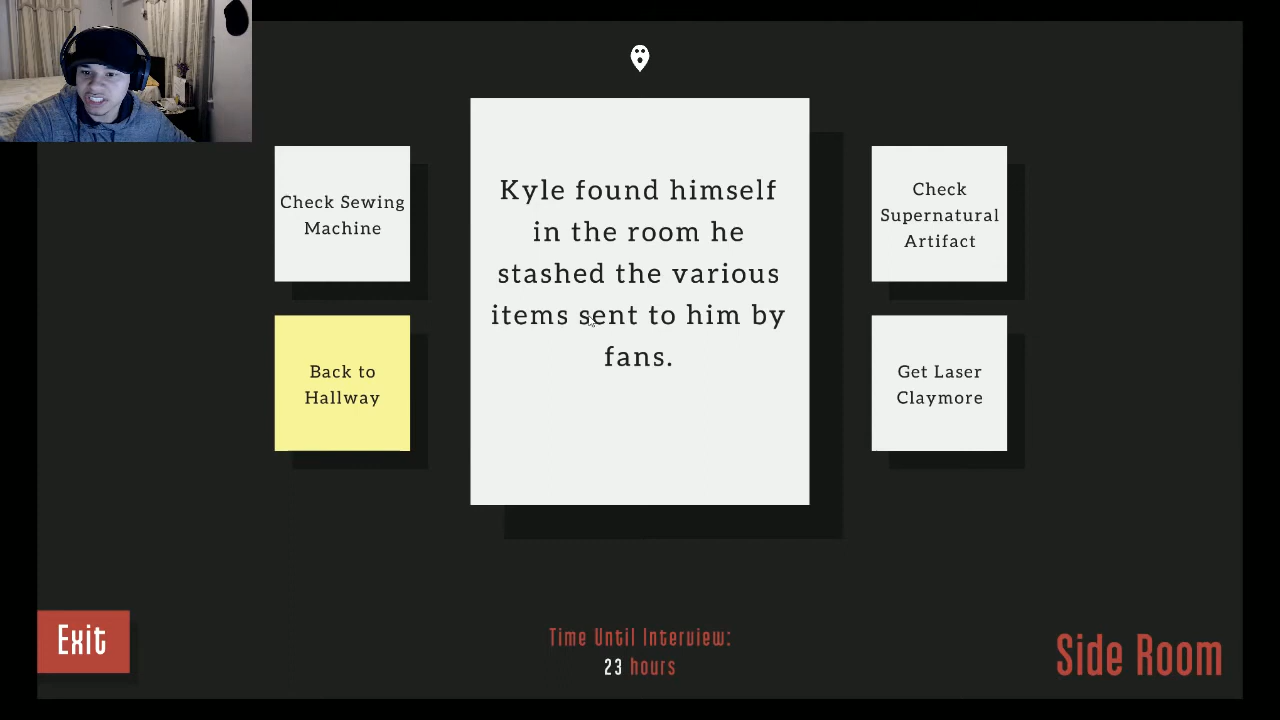 Kyle found himself
in the room he
stashed the various
items sent to him by
fans.
Check Sewing
Machine
Back to
Hallway
Check
Supernatural
Artifact
Get Laser
Claymore
Exit
Time Until Interview:
23 hours
Side Room